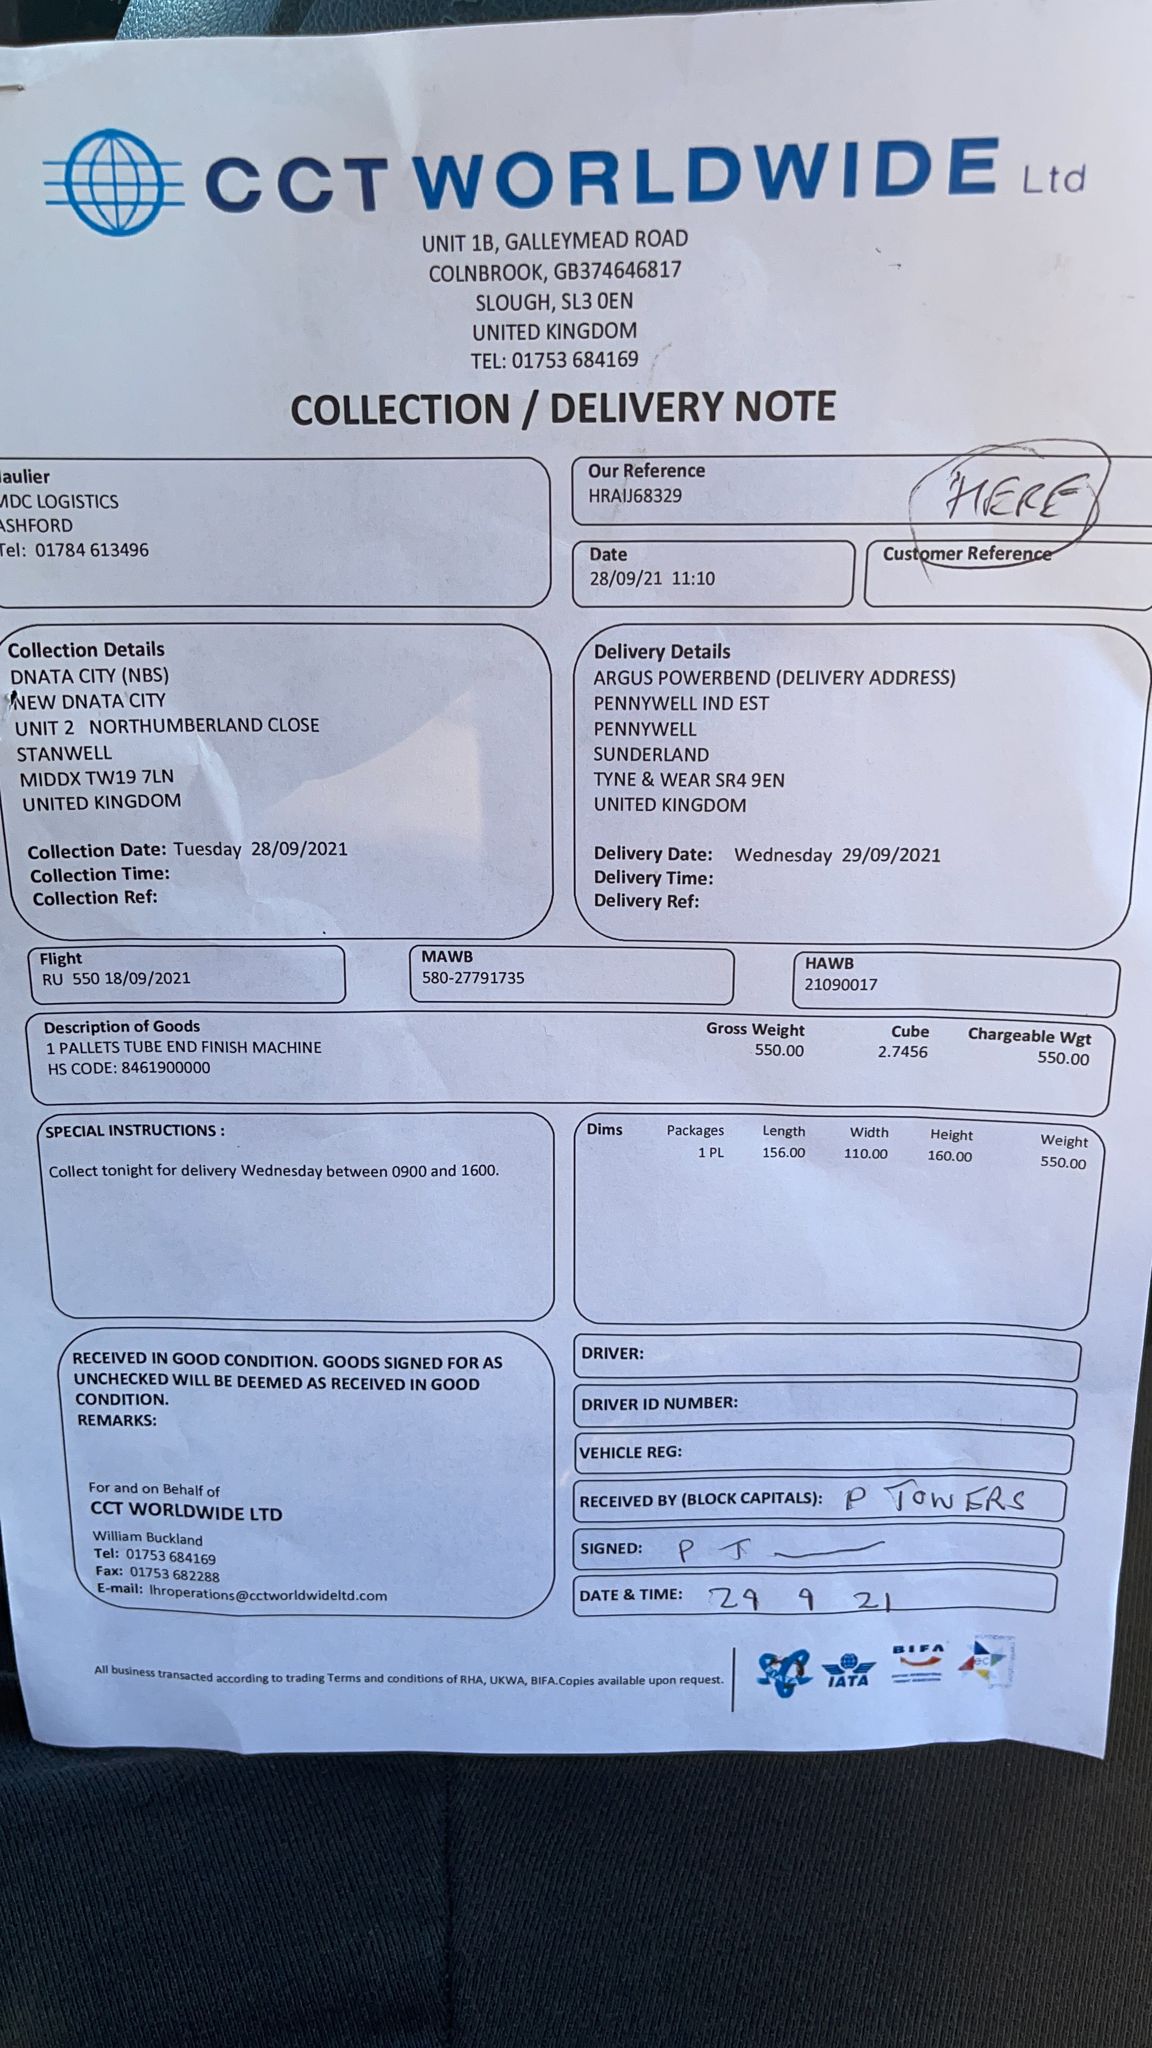 CCT WORLDWIDE Ltd
UNIT 1B, GALLEYMEAD ROAD
COLNBROOK, GB374646817
SLOUGH, SL3 0EN
UNITED KINGDOM
TEL: 01753 684169
COLLECTION / DELIVERY NOTE
aulier
MDC LOGISTICS
ASHFORD
Tel: 01784 613496
Our Reference
HRAIJ68329
HERE
Date
28/09/21 11:10
Customer Reference
Collection Details
DNATA CITY (NBS)
NEW DNATA CITY
UNIT 2 NORTHUMBERLAND CLOSE
STANWELL
MIDDX TW19 7LN
UNITED KINGDOM
Collection Date: Tuesday 28/09/2021
Collection Time:
Collection Ref:
Delivery Details
ARGUS POWERBEND (DELIVERY ADDRESS)
PENNYWELL IND EST
PENNYWELL
SUNDERLAND
TYNE & WEAR SR4 9EN
UNITED KINGDOM
Delivery Date: Wednesday 29/09/2021
Delivery Time:
Delivery Ref:
Flight
RU 550 18/09/2021
MAWB
580-27791735
HAWB
21090017
Description of Goods Gross Weight Cube Chargeable Wgt
1 PALLETS TUBE END FINISH MACHINE 550.00 2.7456 550.00
HS CODE: 8461900000
SPECIAL INSTRUCTIONS :
Collect tonight for delivery Wednesday between 0900 and 1600.
Dims Packages Length Width Height Weight
1 PL 156.00 110.00 160.00 550.00
RECEIVED IN GOOD CONDITION. GOODS SIGNED FOR AS
UNCHECKED WILL BE DEEMED AS RECEIVED IN GOOD
CONDITION.
REMARKS:
For and on Behalf of
CCT WORLDWIDE LTD
William Buckland
Tel: 01753 684169
Fax: 01753 682288
E-mail: lhroperations@cctworldwideltd.com
DRIVER:
DRIVER ID NUMBER:
VEHICLE REG:
RECEIVED BY (BLOCK CAPITALS): P TOWERS
SIGNED: P T
DATE & TIME: 29 9 21
All business transacted according to trading Terms and conditions of RHA, UKWA, BIFA.Copies available upon request.
IATA
BIFA